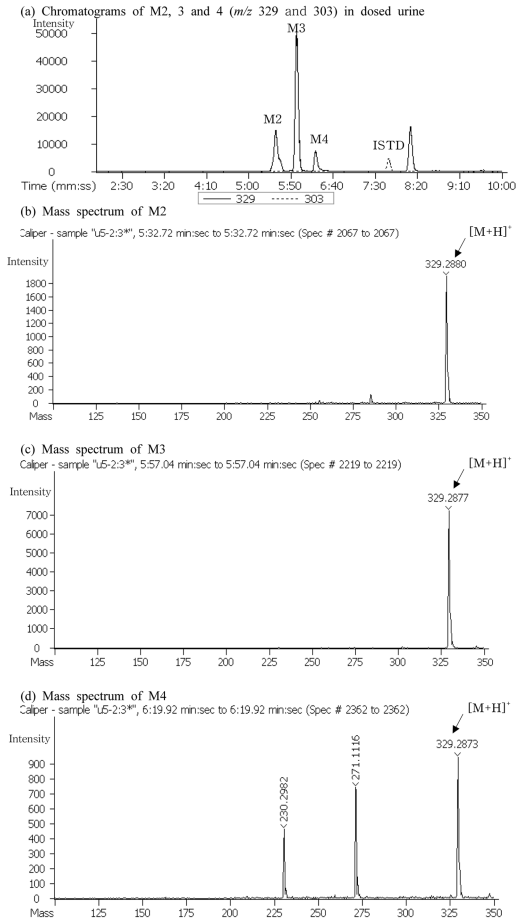 (a) Chromatograms of M2, 3 and 4 (m/z 329 and 303) in dosed urine
Intensity
M3
50000
40000
30000
20000
M2
M4
ISTD
10000
0
Time (mm:ss) 2:30 3:20 4:10 5:00 5:50 6:40 7:30 8:20 9:10 10:00
329 303
(b) Mass spectrum of M2
Caliper - sample "u5-2:3*", 5:32.72 min:sec to 5:32.72 min:sec (Spec # 2067 to 2067)
[M+H]+
Intensity
329.2880
1800
1600
1400
1200
1000
800
600
400
200
0
Mass 125 150 175 200 225 250 275 300 325 350
(c) Mass spectrum of M3
Caliper - sample "u5-2:3*", 5:57.04 min:sec to 5:57.04 min:sec (Spec # 2219 to 2219)
[M+H]+
Intensity
329.2877
7000
6000
5000
4000
3000
2000
1000
0
Mass 125 150 175 200 225 250 275 300 325 350
(d) Mass spectrum of M4
Caliper - sample "u5-2:3*", 6:19.92 min:sec to 6:19.92 min:sec (Spec # 2362 to 2362)
[M+H]+
Intensity
329.2873
271.1116
230.2982
900
800
700
600
500
400
300
200
100
0
Mass 125 150 175 200 225 250 275 300 325 350